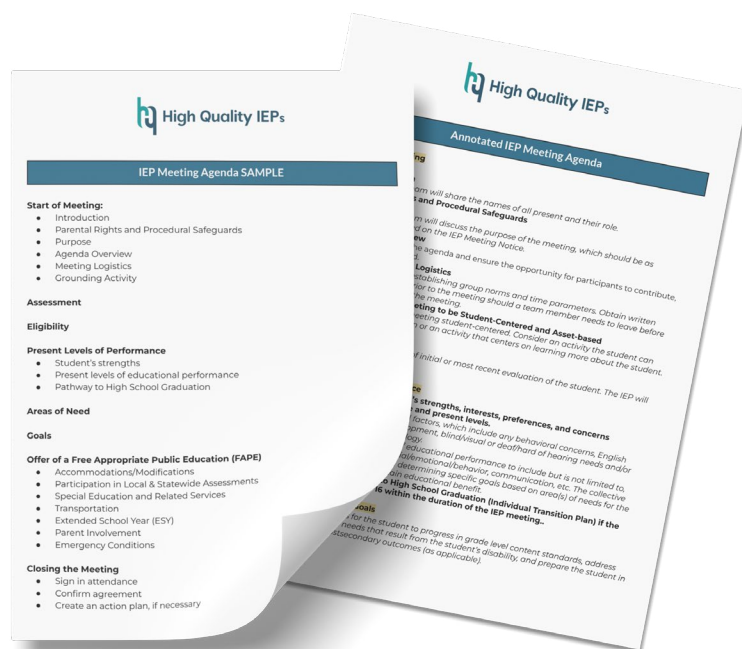 High Quality IEPs
IEP Meeting Agenda SAMPLE
Start of Meeting:
● Introduction
● Parental Rights and Procedural Safeguards
● Purpose
● Agenda Overview
● Meeting Logistics
● Grounding Activity
Assessment
Eligibility
Present Levels of Performance
● Student's strengths
● Present levels of educational performance
● Pathway to High School Graduation
Areas of Need
Goals
Offer of a Free Appropriate Public Education (FAPE)
● Accommodations/Modifications
● Participation in Local & Statewide Assessments
● Special Education and Related Services
● Transportation
● Extended School Year (ESY)
● Parent Involvement
● Emergency Conditions
Closing the Meeting
● Sign in attendance
● Confirm agreement
● Create an action plan, if necessary
High Quality IEPs
Annotated IEP Meeting Agenda
will share the names of all present and their role.
and Procedural Safeguards
will discuss the purpose of the meeting, which should be as
on the IEP Meeting Notice.
agenda and ensure the opportunity for participants to contribute,
Logistics
establishing group norms and time parameters. Obtain written
prior to the meeting should a team member needs to leave before
the meeting.
to be Student-Centered and Asset-based
meeting student-centered. Consider an activity the student can
or an activity that centers on learning more about the student.
of initial or most recent evaluation of the student. The IEP will
strengths, interests, preferences, and concerns
and present levels.
factors, which include any behavioral concerns, English
blind/visual or deaf/hard of hearing needs and/or
educational performance to include but is not limited to,
communication, etc. The collective
determining specific goals based on area(s) of needs for the
educational benefit.
to High School Graduation (Individual Transition Plan) if the
16 within the duration of the IEP meeting..
for the student to progress in grade level content standards, address
needs that result from the student's disability, and prepare the student in
outcomes (as applicable).